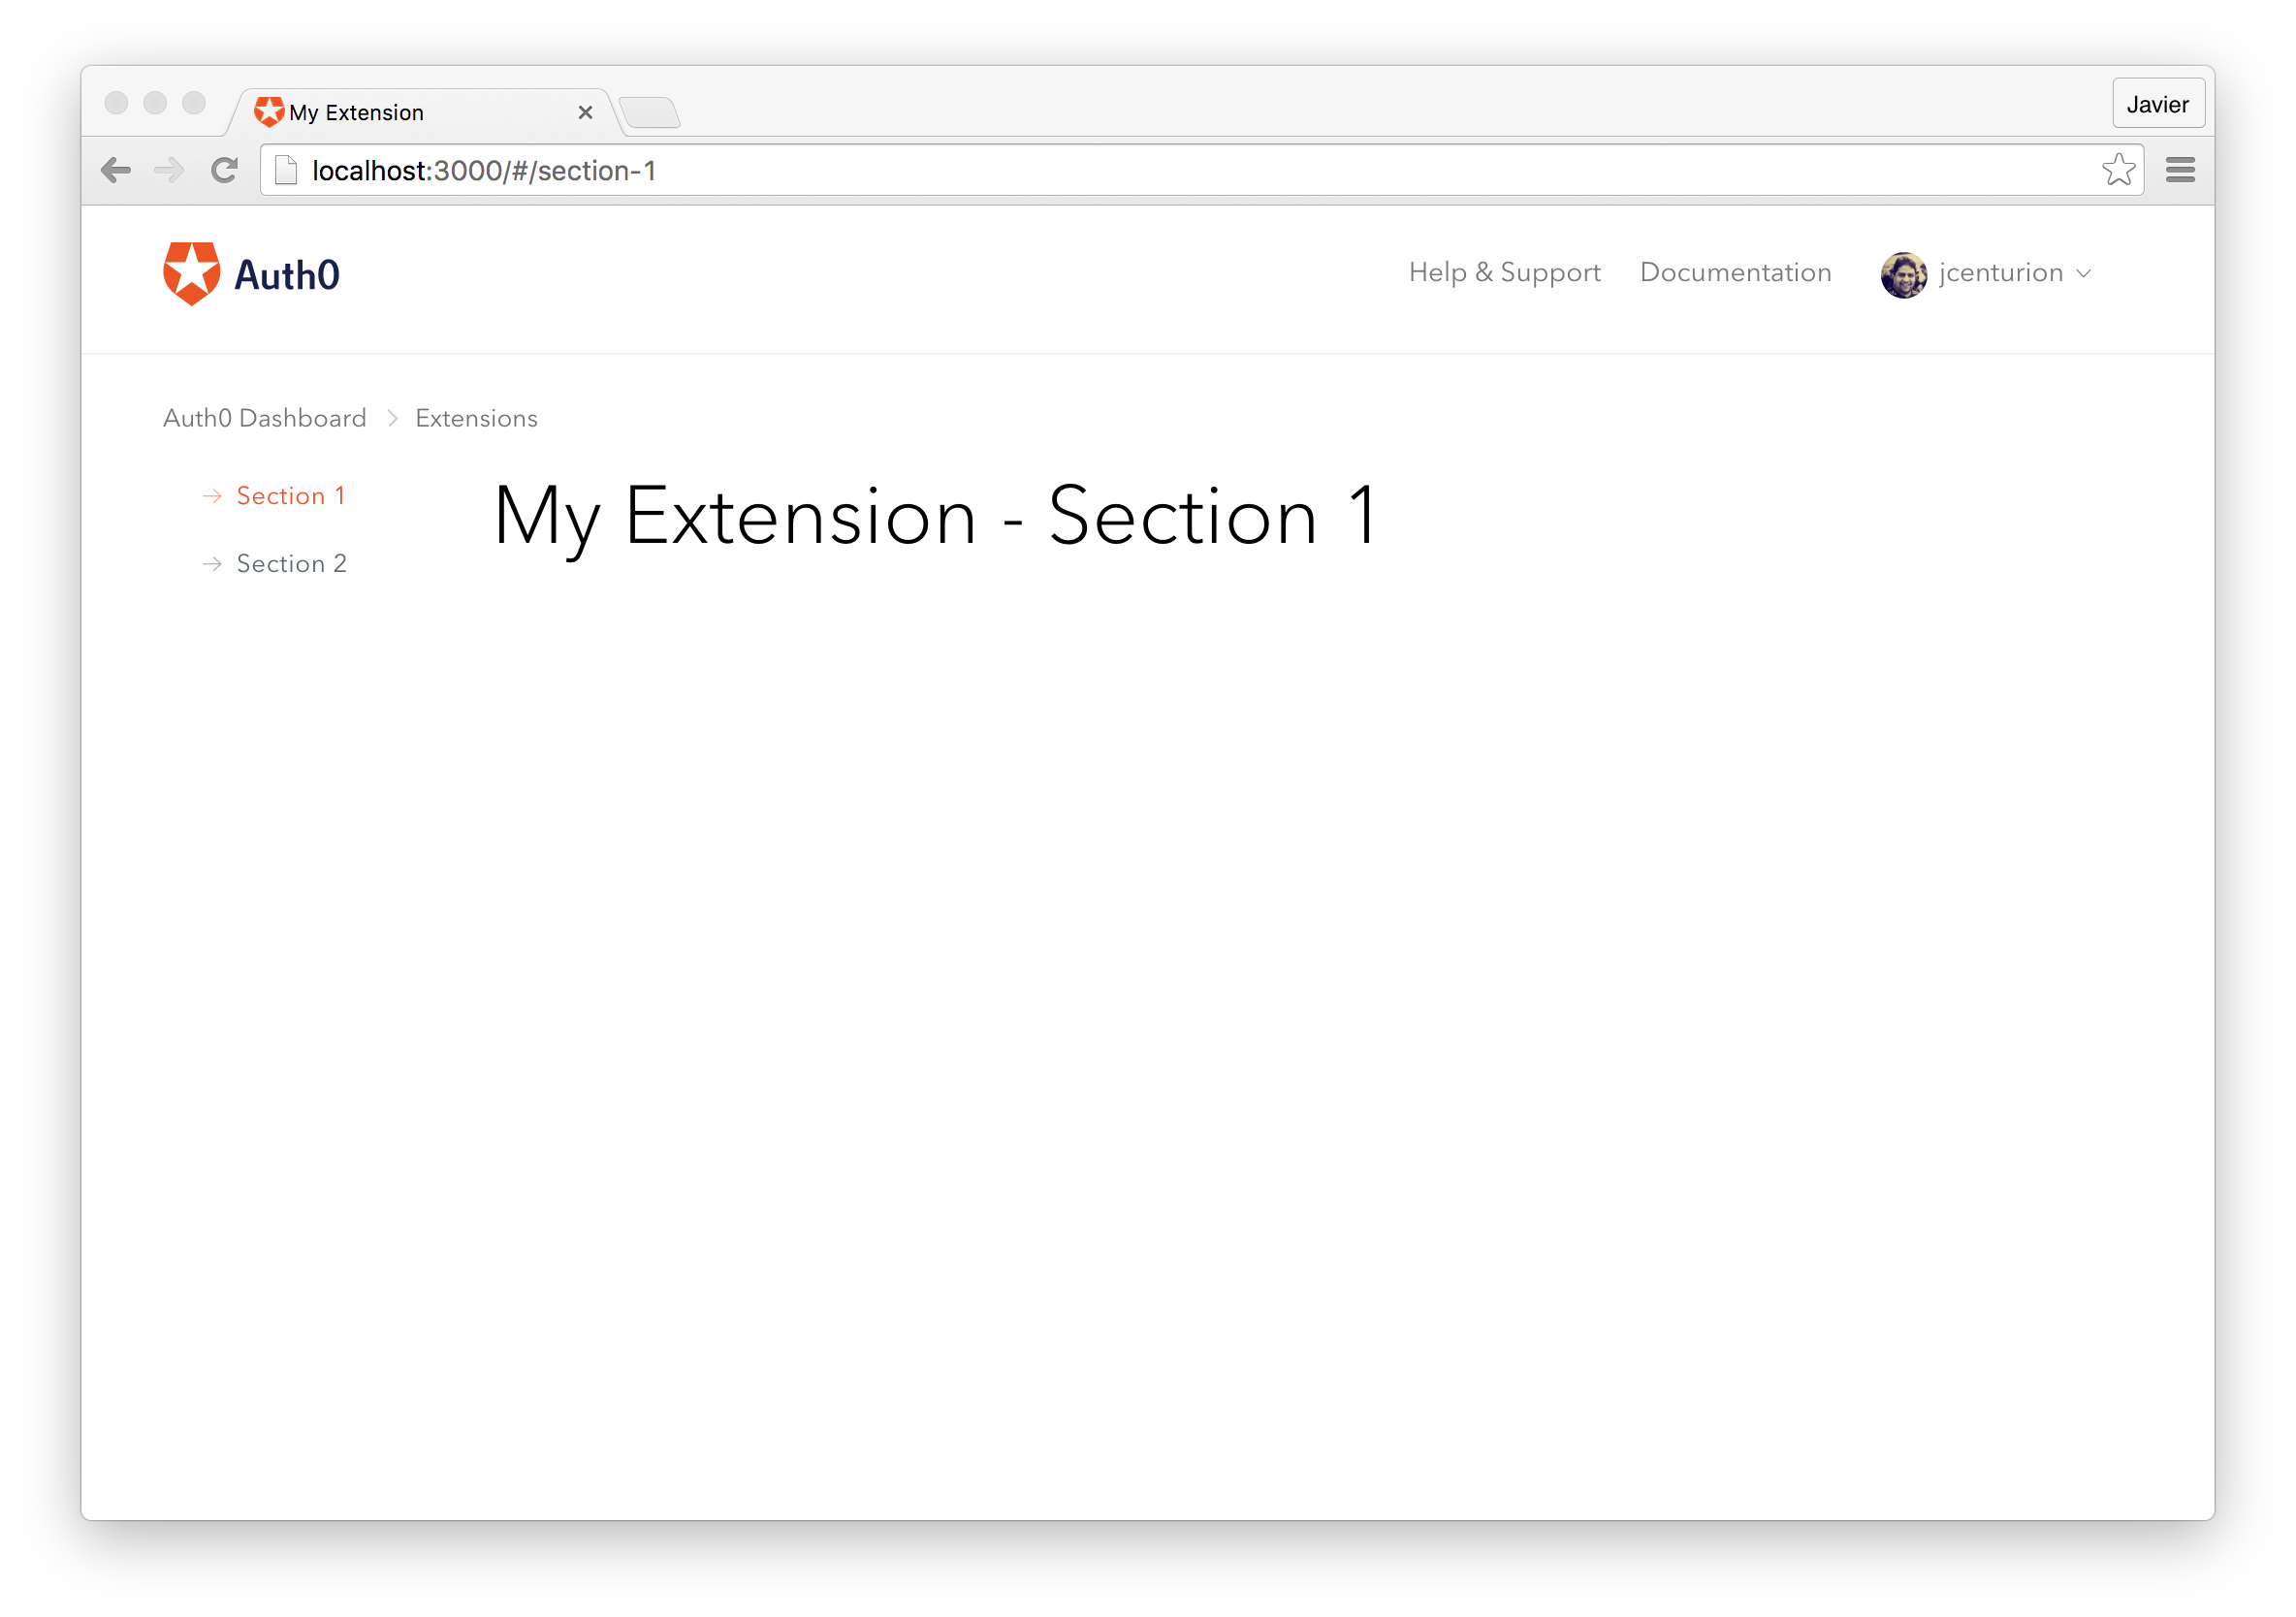 My Extension
Javier
localhost:3000/#/section-1
Auth0
Help & Support
Documentation
jcenturion
Auth0 Dashboard
Extensions
Section 1
Section 2
My Extension - Section 1